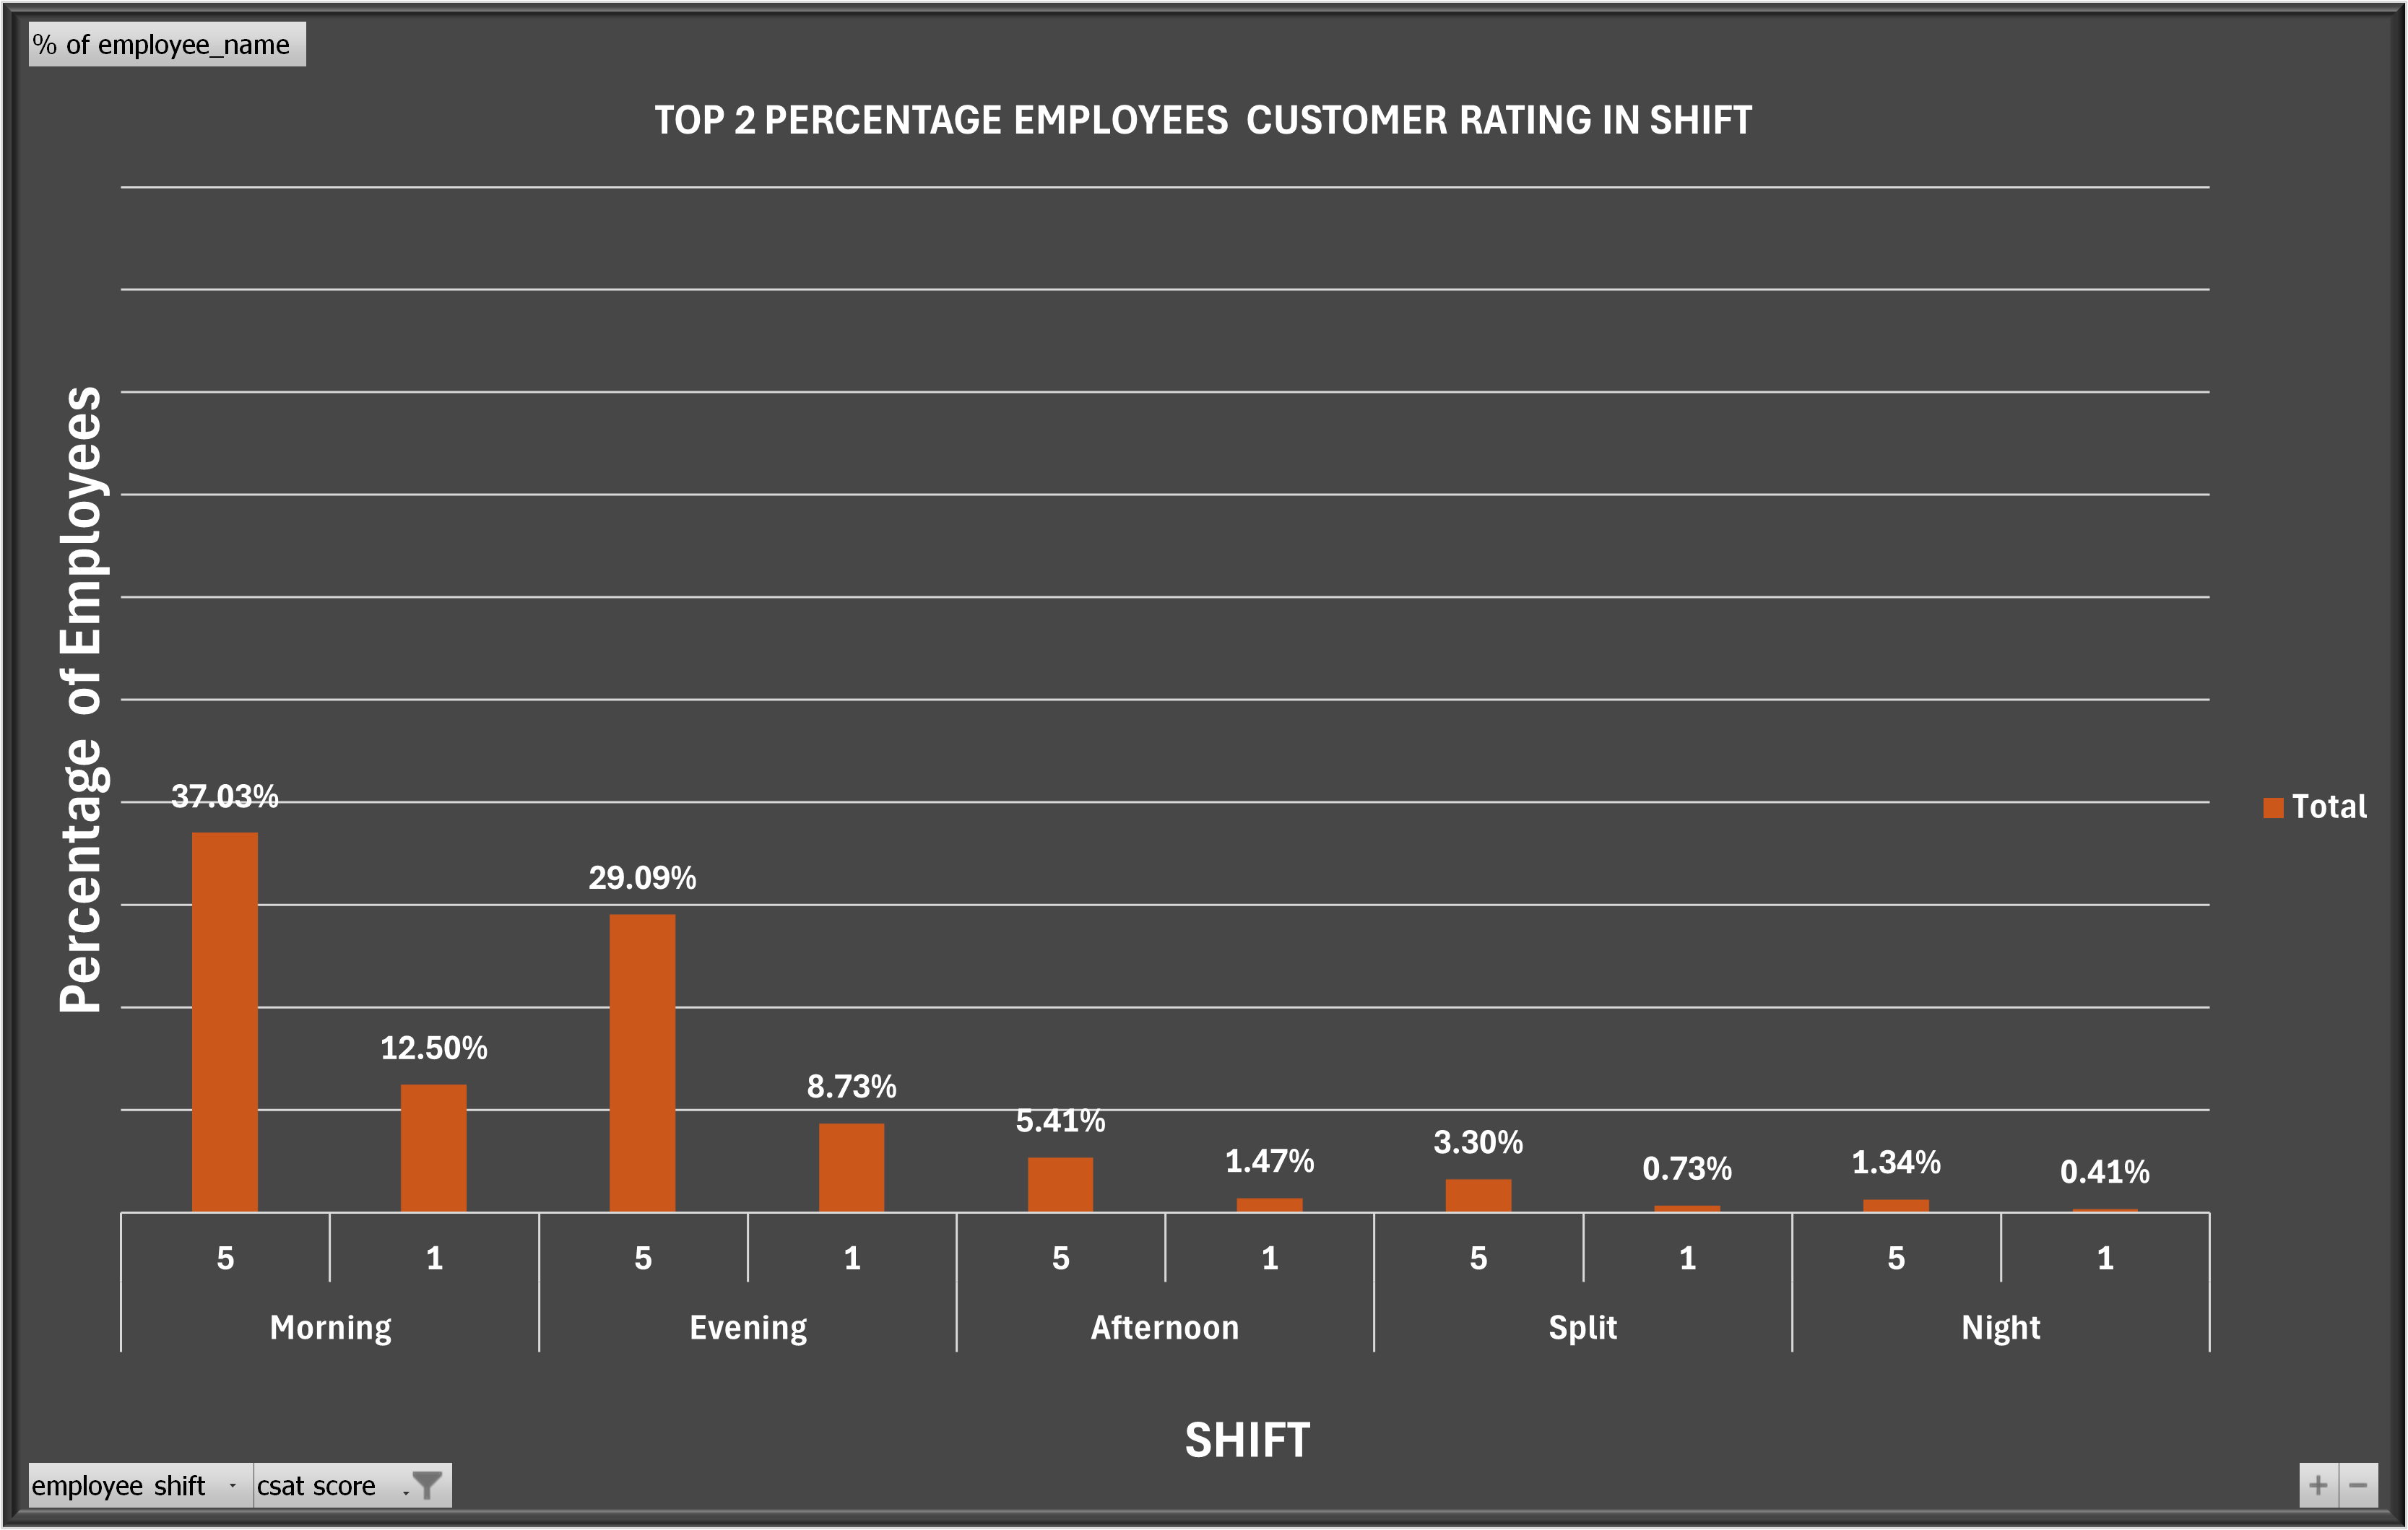 % of employee_name
TOP 2 PERCENTAGE EMPLOYEES CUSTOMER RATING IN SHIFT
Percentage of Employees
37.03%
12.50%
29.09%
8.73%
5.41%
1.47%
3.30%
0.73%
1.34%
0.41%
Total
5 1 5 1 5 1 5 1 5 1
Morning Evening Afternoon Split Night
SHIFT
employee shift csat score
+ −